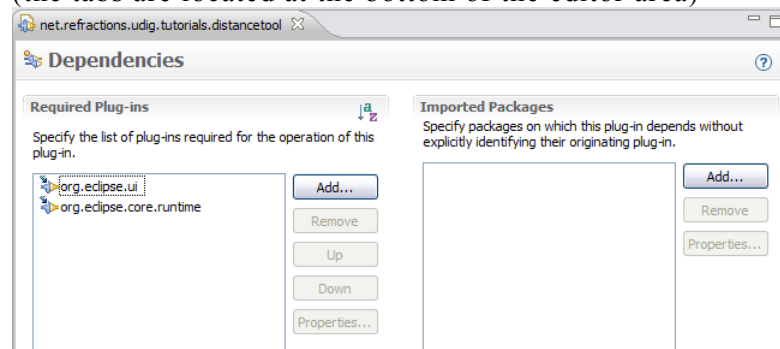 (the tabs are located at the bottom of the editor area)
net.refractions.udig.tutorials.distancetool
Dependencies
?
Required Plug-ins
a
z
Specify the list of plug-ins required for the operation of this
plug-in.
org.eclipse.ui
org.eclipse.core.runtime
Add...
Remove
Up
Down
Properties...
Imported Packages
Specify packages on which this plug-in depends without
explicitly identifying their originating plug-in.
Add...
Remove
Properties...